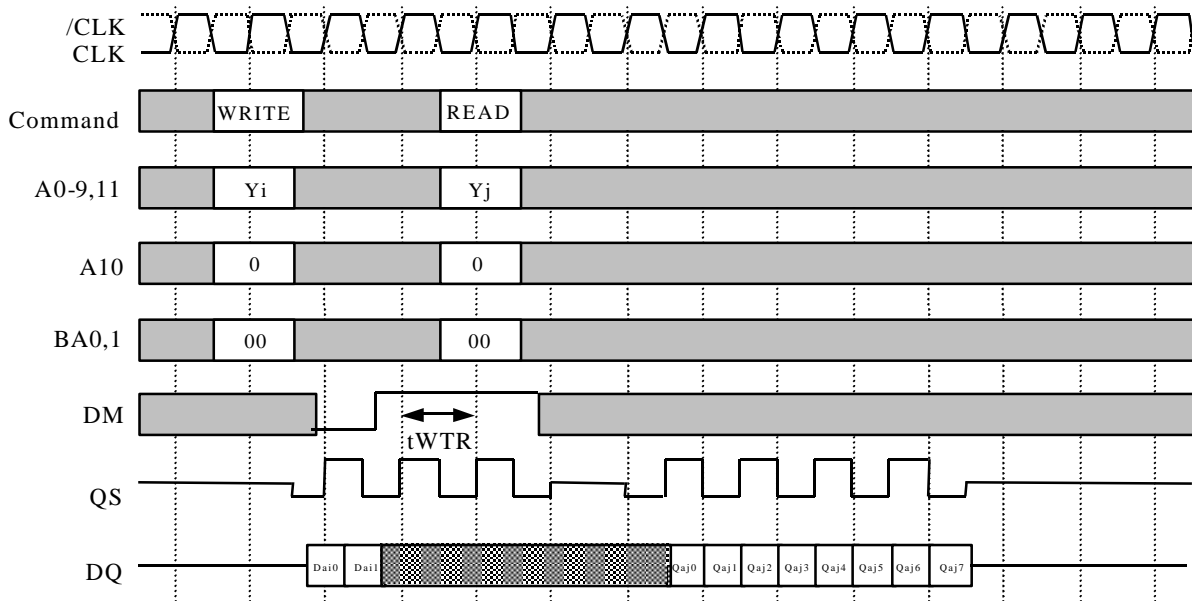 /CLK
CLK
Command WRITE READ
A0-9,11 Yi Yj
A10 0 0
BA0,1 00 00
DM
tWTR
QS
DQ Dai0 Dai1 Qaj0 Qaj1 Qaj2 Qaj3 Qaj4 Qaj5 Qaj6 Qaj7